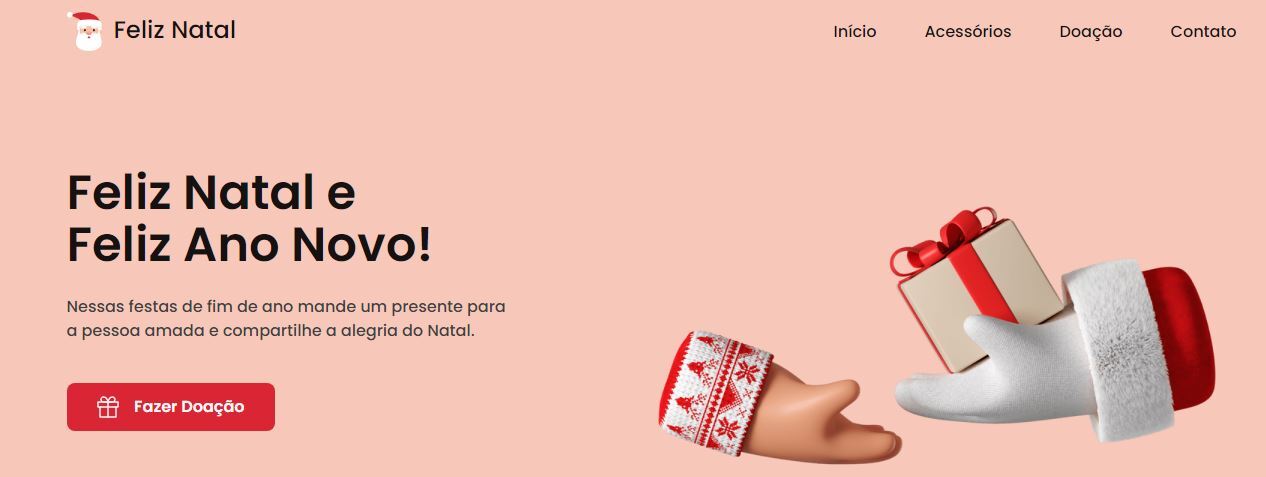 Feliz Natal
Início
Acessórios
Doação
Contato
Feliz Natal e
Feliz Ano Novo!
Nessas festas de fim de ano mande um presente para
a pessoa amada e compartilhe a alegria do Natal.
Fazer Doação